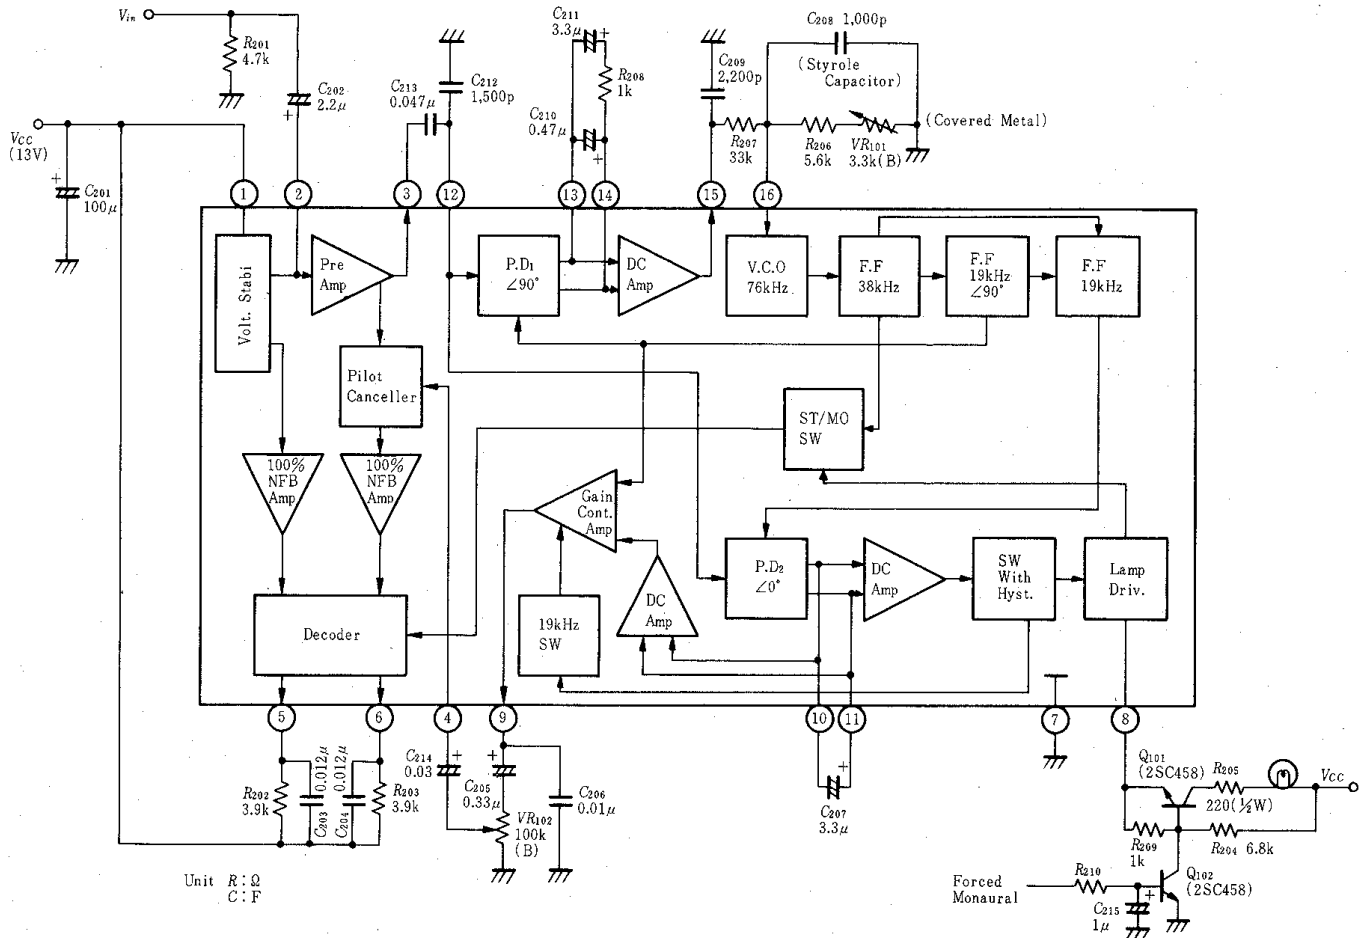 Vin
R201
4.7k
C202
2.2μ
+
VCC
(13V)
+
C201
100μ
C213
0.047μ
C212
1,500p
C211
3.3μ
+
R208
1k
C210
0.47μ
+
C209
2,200p
R207
33k
C208 1,000p
(Styrole
Capacitor)
R206
5.6k
VR101
3.3k(B)
(Covered Metal)
1
2
3
12
13
14
15
16
Volt. Stabi
Pre
Amp
P.D1
∠90°
DC
Amp
V.C.O
76kHz
F.F
38kHz
F.F
19kHz
∠90°
F.F
19kHz
Pilot
Canceller
ST/MO
SW
100%
NFB
Amp
100%
NFB
Amp
Gain
Cont.
Amp
P.D2
∠0°
DC
Amp
SW
With
Hyst.
Lamp
Driv.
Decoder
19kHz
SW
DC
Amp
5
6
4
9
10
11
7
8
R202
3.9k
0.012μ
C203
0.012μ
C204
R203
3.9k
C214
0.03
+
C205
0.33μ
+
VR102
100k
(B)
C206
0.01μ
+
C207
3.3μ
Q101
(2SC458)
R205
220(½W)
VCC
R209
1k
R204 6.8k
Q102
(2SC458)
Forced
Monaural
R210
+
C215
1μ
Unit R:Ω
C:F